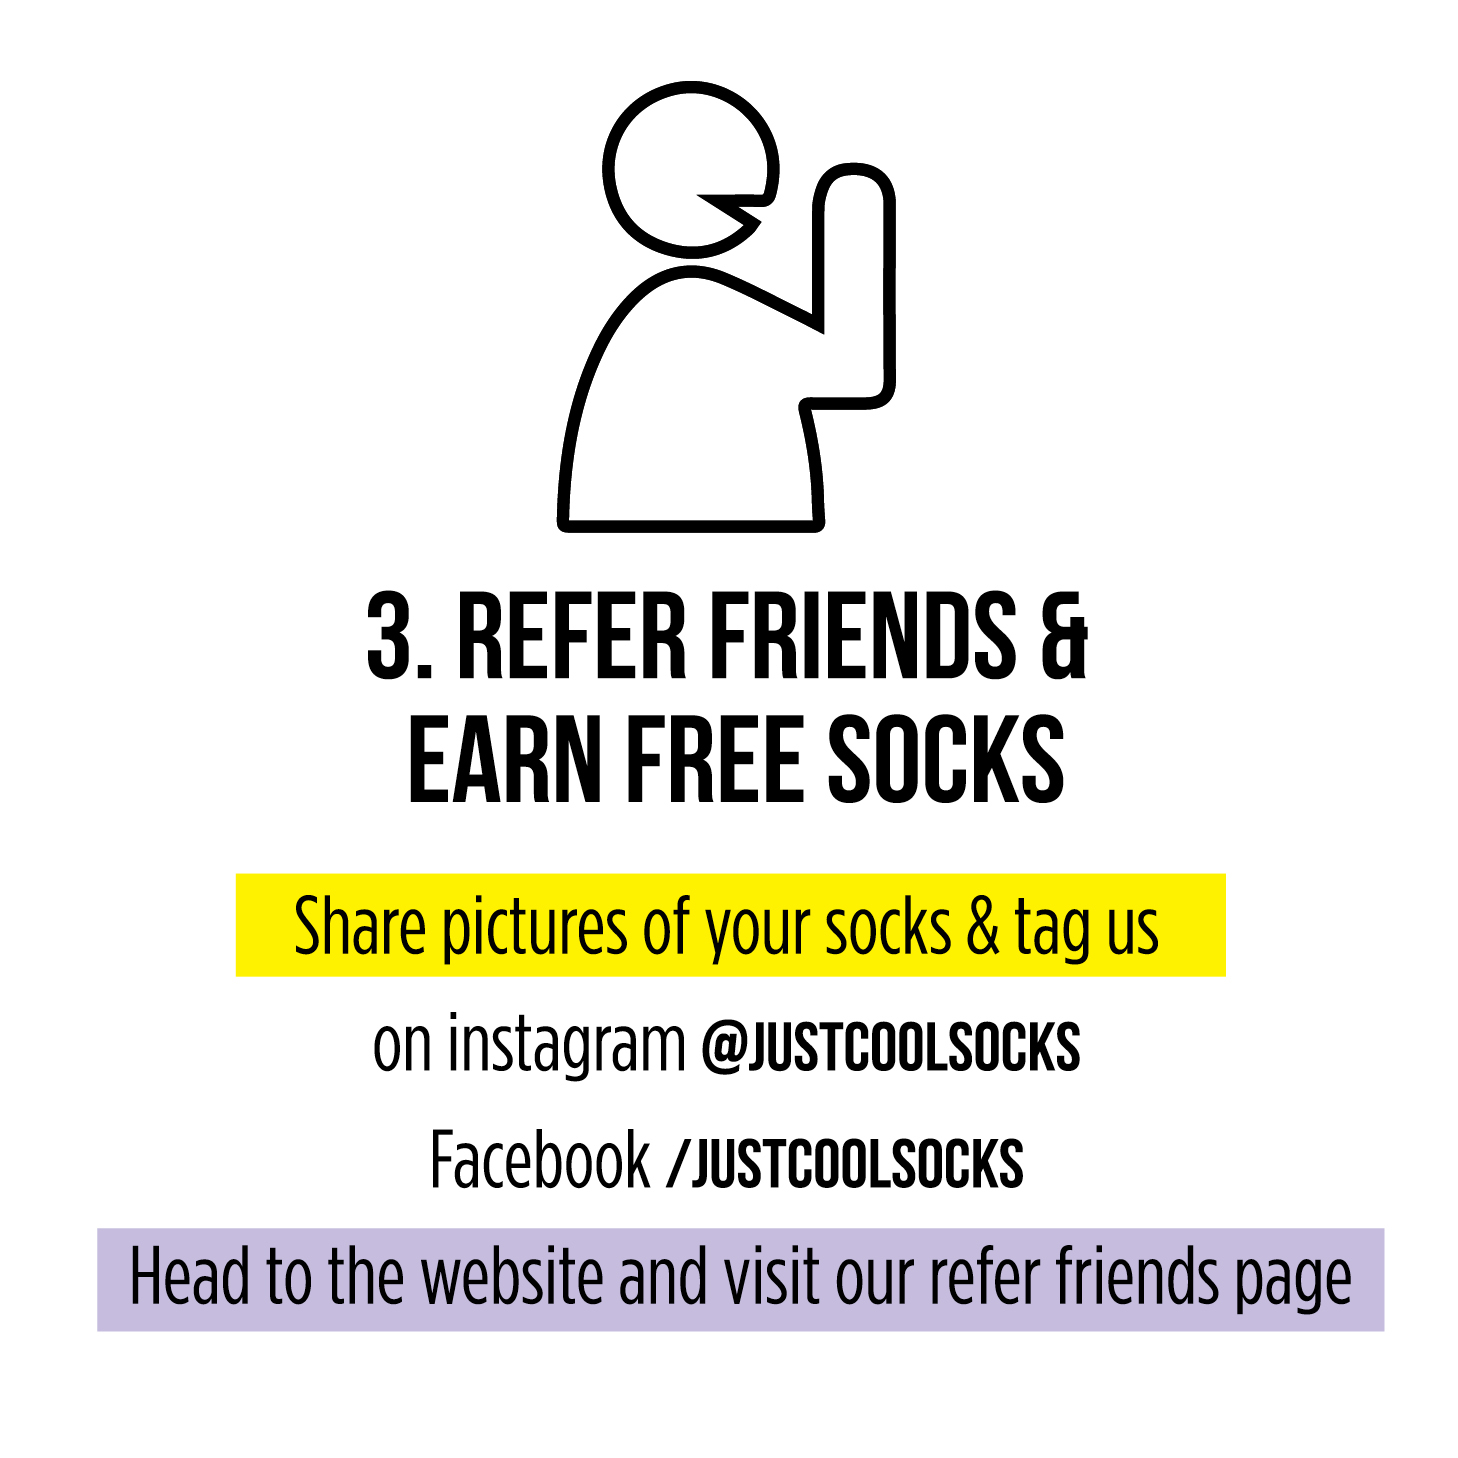 3. REFER FRIENDS &
EARN FREE SOCKS
Share pictures of your socks & tag us
on instagram @JUSTCOOLSOCKS
Facebook /JUSTCOOLSOCKS
Head to the website and visit our refer friends page